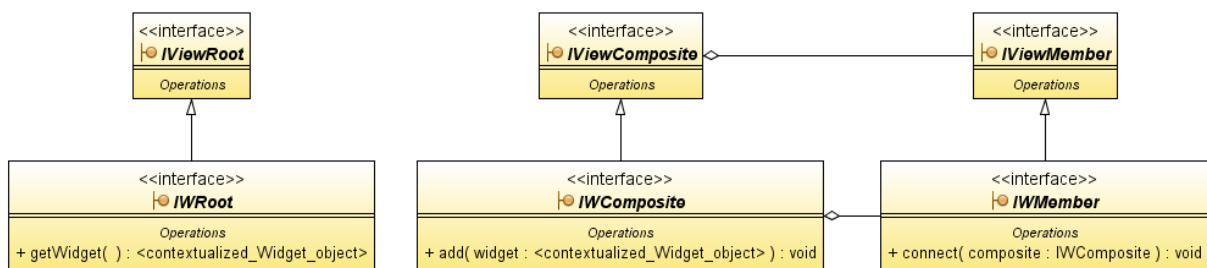 <<interface>>
IViewRoot
Operations
<<interface>>
IViewComposite
Operations
<<interface>>
IViewMember
Operations
<<interface>>
IWRoot
Operations
+ getWidget( ) : <contextualized_Widget_object>
<<interface>>
IWComposite
Operations
+ add( widget : <contextualized_Widget_object> ) : void
<<interface>>
IWMember
Operations
+ connect( composite : IWComposite ) : void